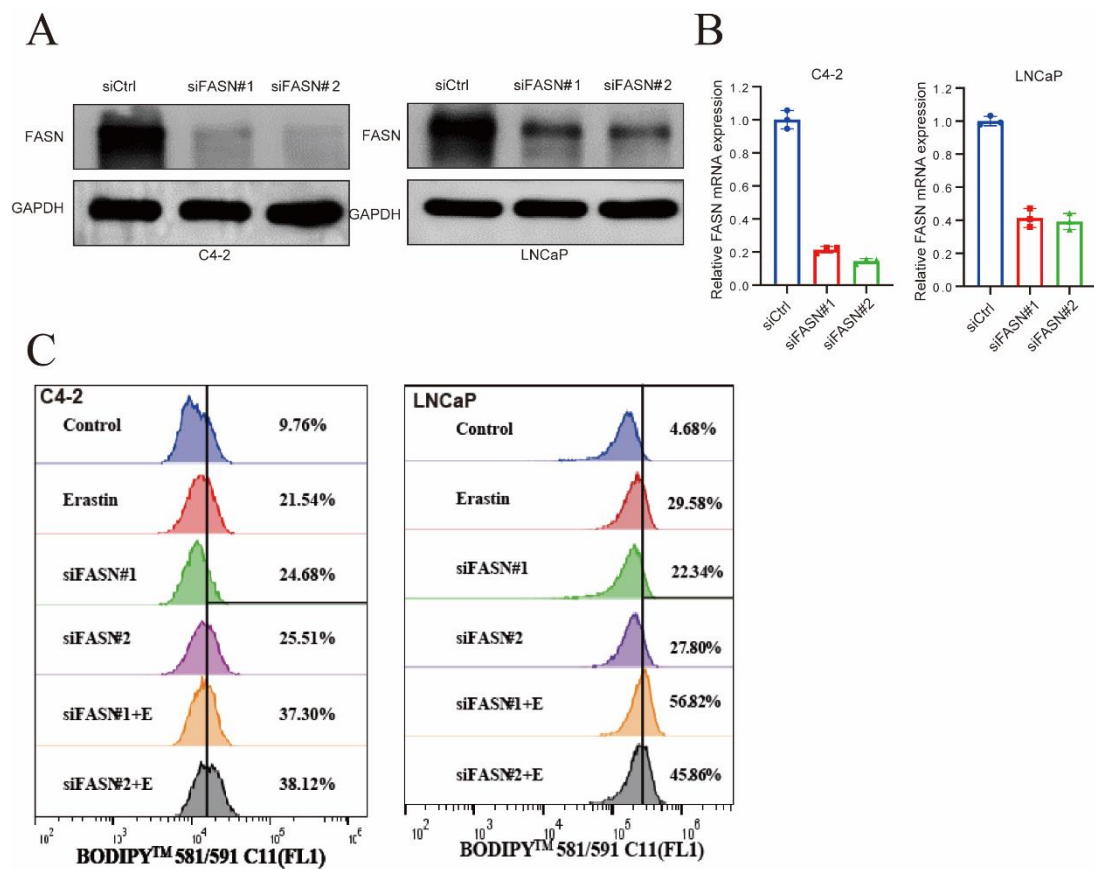 A
siCtrl siFASN#1 siFASN#2
FASN
GAPDH
C4-2
siCtrl siFASN#1 siFASN#2
FASN
GAPDH
LNCaP
B
C4-2
Relative FASN mRNA expression
1.2
1.0
0.8
0.6
0.4
0.2
0.0
siCtrl
siFASN#1
siFASN#2
LNCaP
Relative FASN mRNA expression
1.2
1.0
0.8
0.6
0.4
0.2
0.0
siCtrl
siFASN#1
siFASN#2
C
C4-2
Control 9.76%
Erastin 21.54%
siFASN#1 24.68%
siFASN#2 25.51%
siFASN#1+E 37.30%
siFASN#2+E 38.12%
10² 10³ 10⁴ 10⁵ 10⁶
BODIPY™ 581/591 C11(FL1)
LNCaP
Control 4.68%
Erastin 29.58%
siFASN#1 22.34%
siFASN#2 27.80%
siFASN#1+E 56.82%
siFASN#2+E 45.86%
10² 10³ 10⁴ 10⁵ 10⁶
BODIPY™ 581/591 C11(FL1)